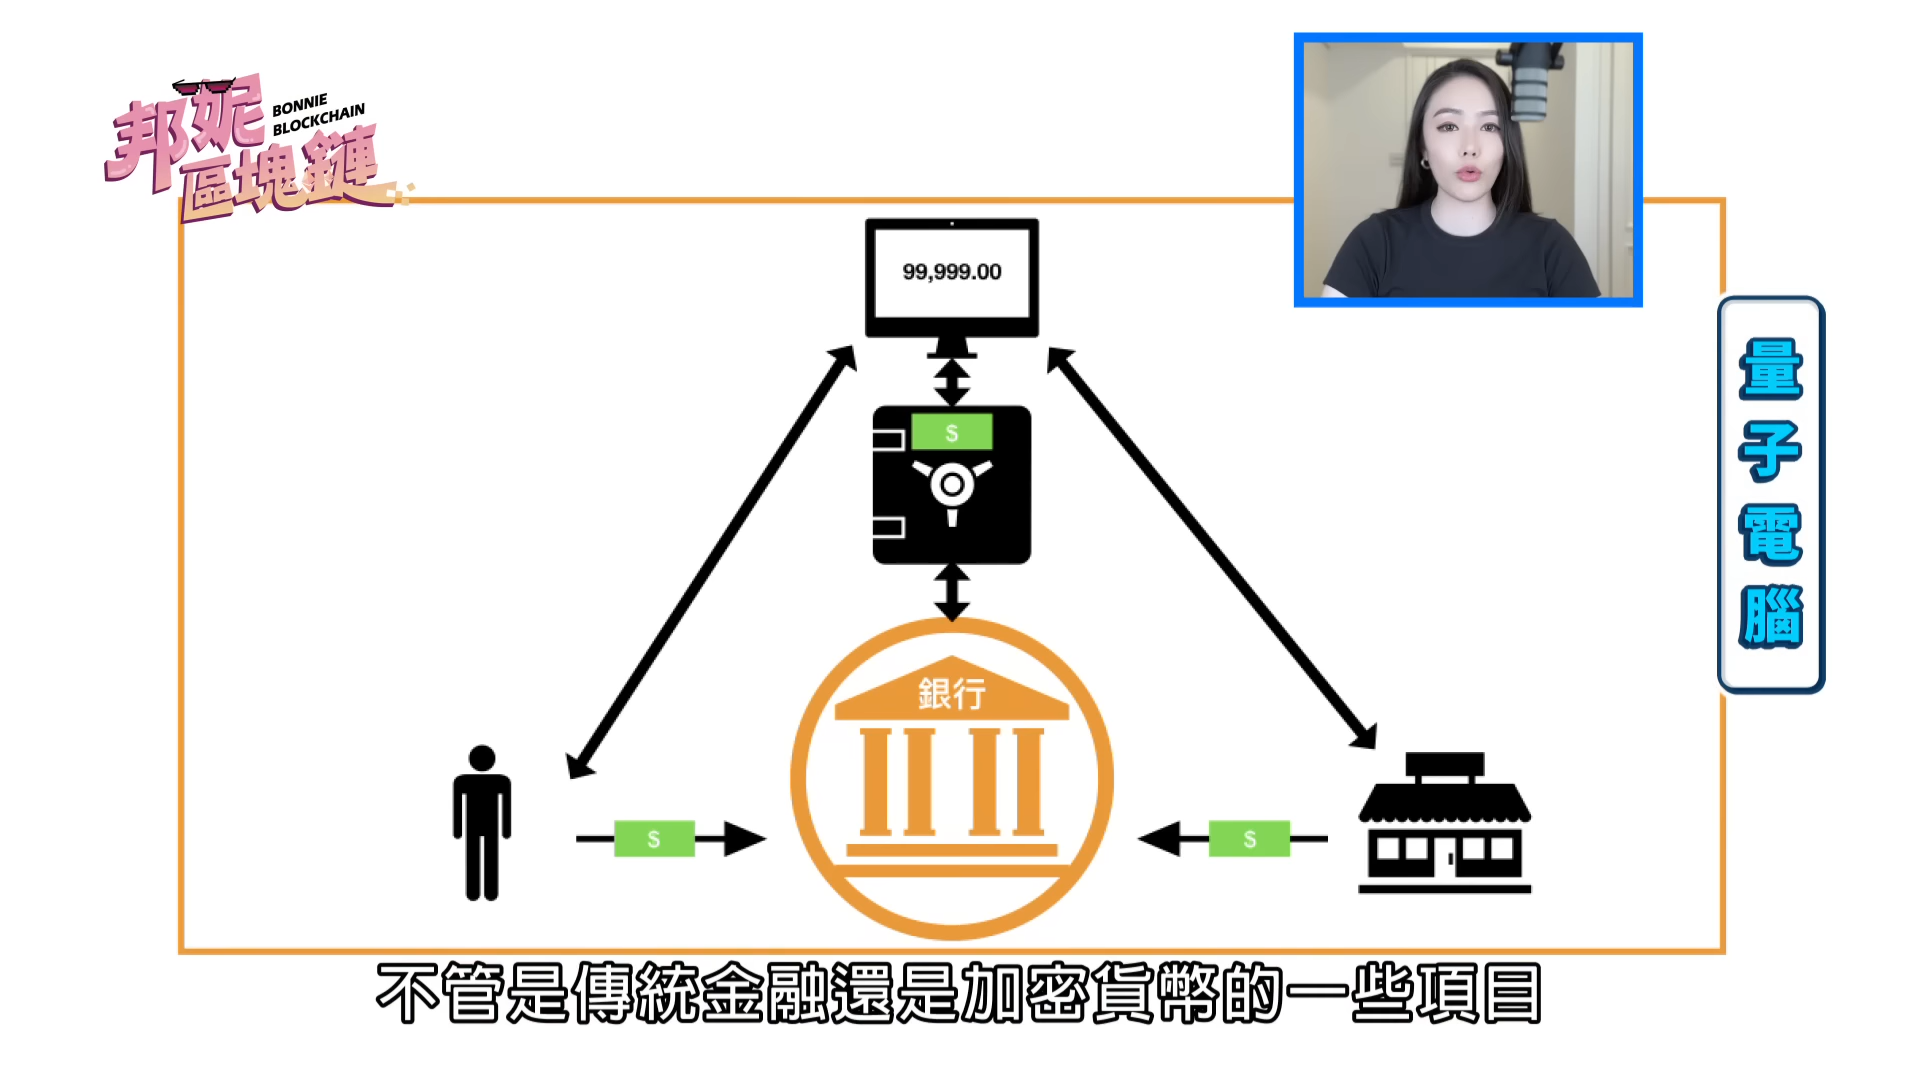 邦妮
區塊鏈
BONNIE
BLOCKCHAIN
99,999.00
$
銀行
$
$
量子電腦
不管是傳統金融還是加密貨幣的一些項目